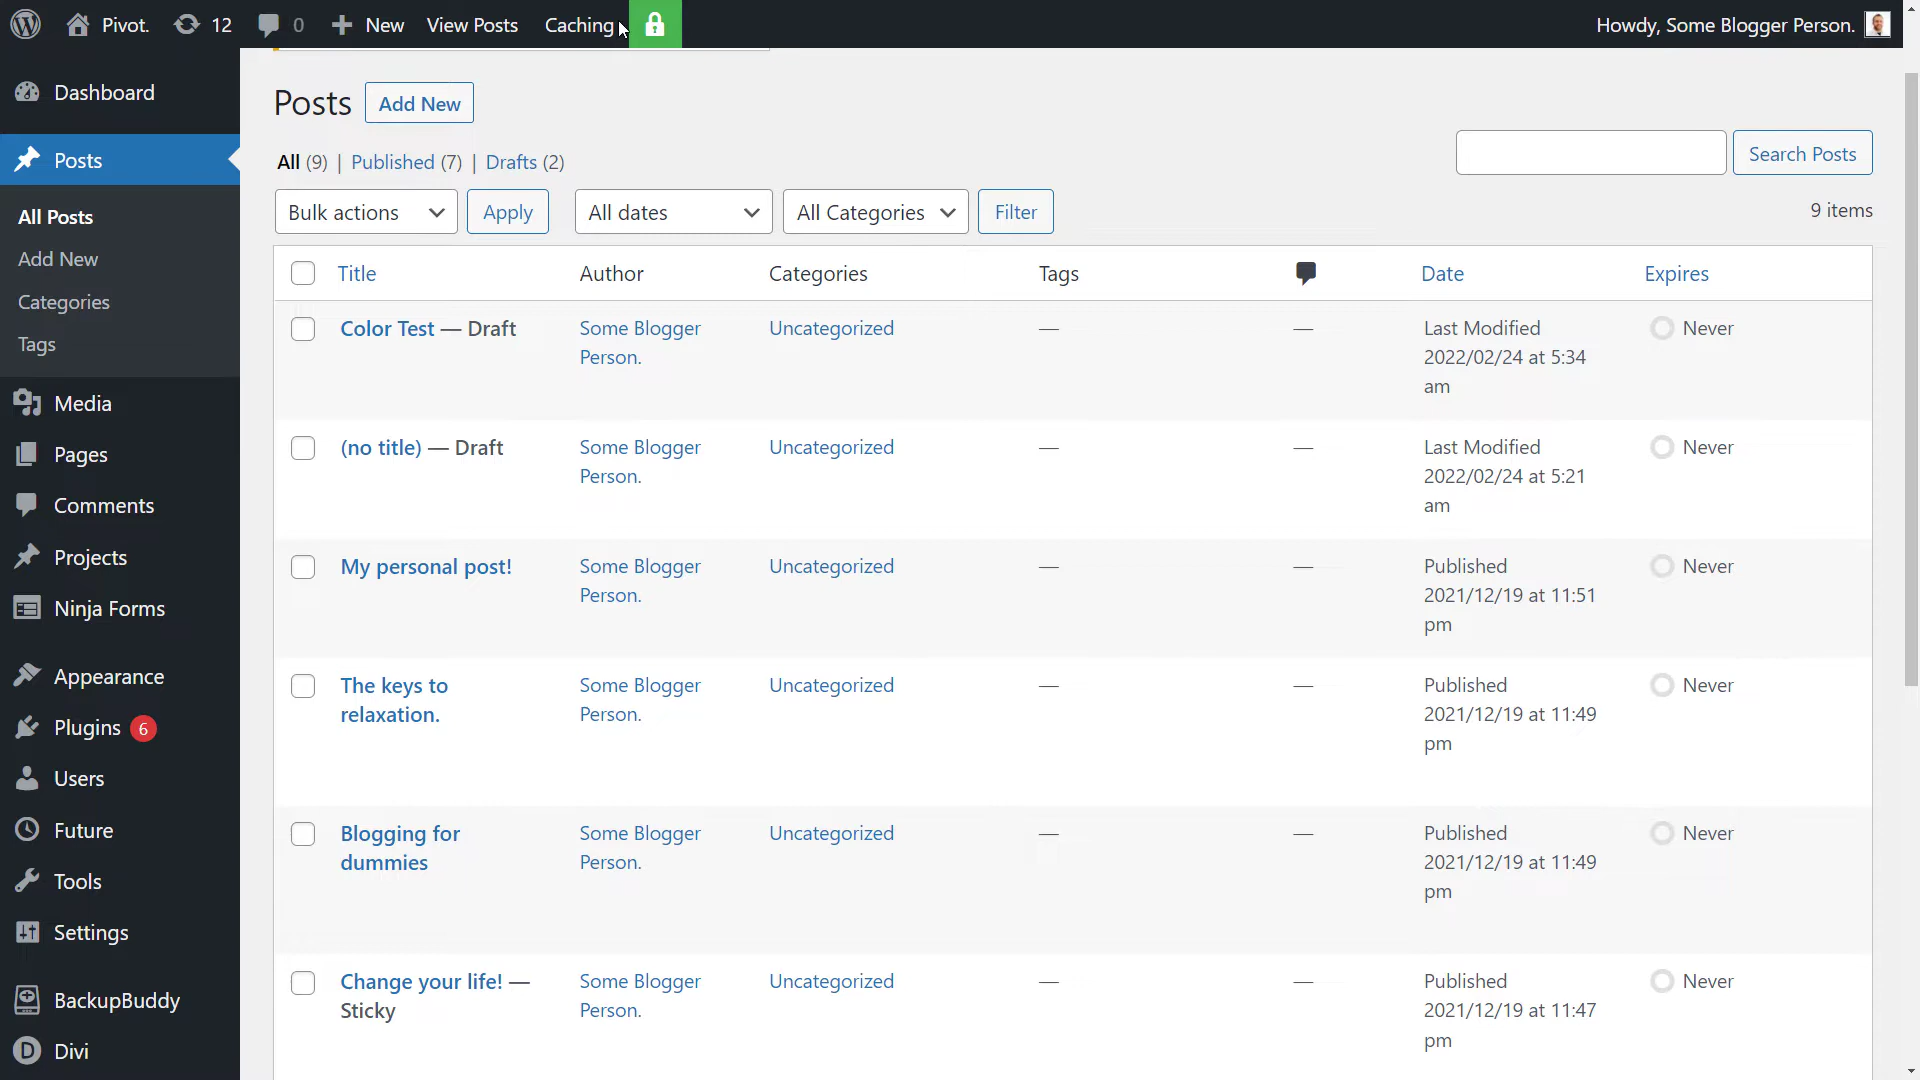 Pivot. 12 0 New View Posts Caching Howdy, Some Blogger Person.
Dashboard
Posts
All Posts
Add New
Categories
Tags
Media
Pages
Comments
Projects
Ninja Forms
Appearance
Plugins 6
Users
Future
Tools
Settings
BackupBuddy
D Divi
Posts Add New
All (9) | Published (7) | Drafts (2)
Search Posts
Bulk actions Apply All dates All Categories Filter 9 items
Title Author Categories Tags Date Expires
Color Test — Draft Some Blogger Uncategorized — — Last Modified Never
Person. 2022/02/24 at 5:34
am
(no title) — Draft Some Blogger Uncategorized — — Last Modified Never
Person. 2022/02/24 at 5:21
am
My personal post! Some Blogger Uncategorized — — Published Never
Person. 2021/12/19 at 11:51
pm
The keys to Some Blogger Uncategorized — — Published Never
relaxation. Person. 2021/12/19 at 11:49
pm
Blogging for Some Blogger Uncategorized — — Published Never
dummies Person. 2021/12/19 at 11:49
pm
Change your life! — Some Blogger Uncategorized — — Published Never
Sticky Person. 2021/12/19 at 11:47
pm